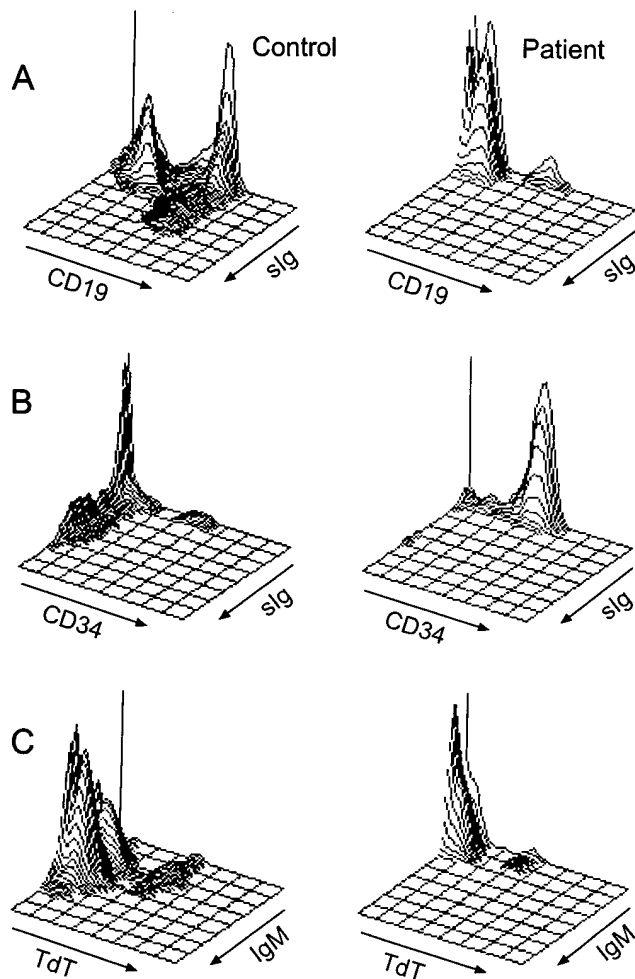 Control
Patient
A
CD19
sIg
CD19
sIg
B
CD34
sIg
CD34
sIg
C
TdT
IgM
TdT
IgM